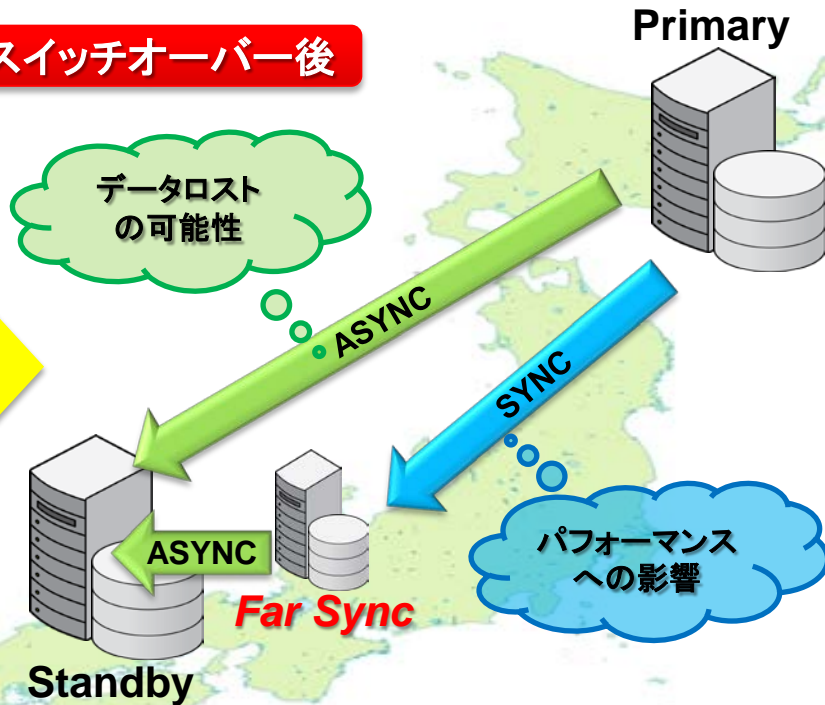 スイッチオーバー後
Primary
データロスト
の可能性
ASYNC
SYNC
パフォーマンス
への影響
ASYNC
Far Sync
Standby